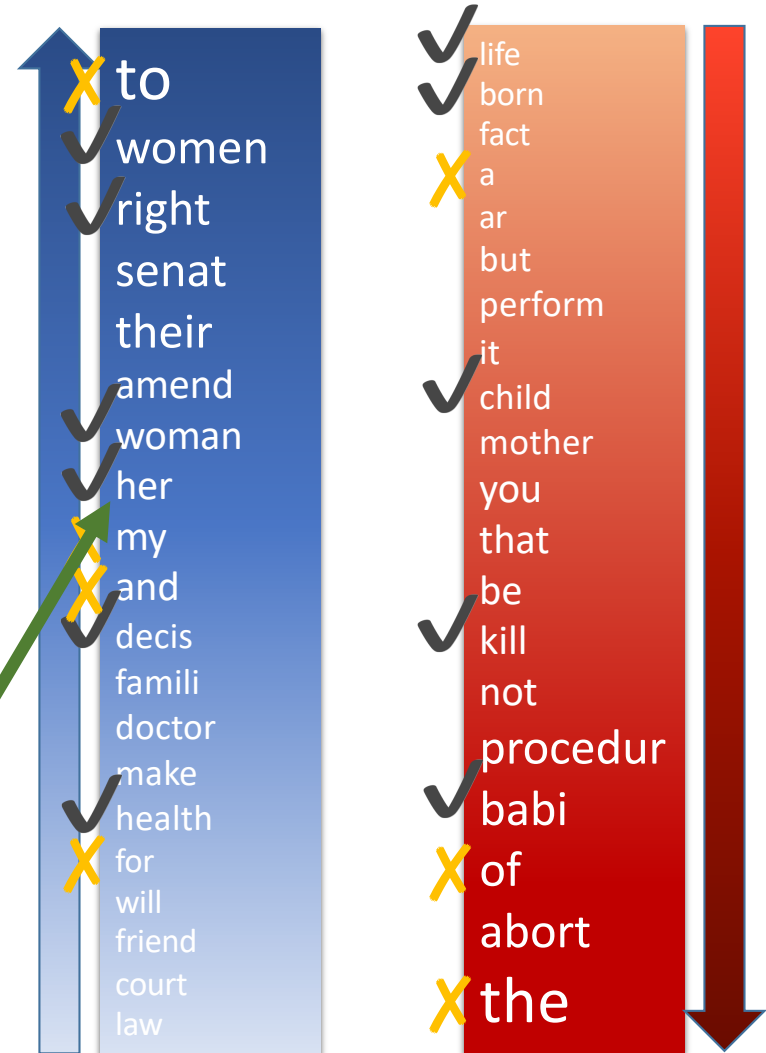 to
women
right
senat
their
amend
woman
her
my
and
decis
famili
doctor
make
health
for
will
friend
court
law
life
born
fact
a
ar
but
perform
it
child
mother
you
that
be
kill
not
procedur
babi
of
abort
the